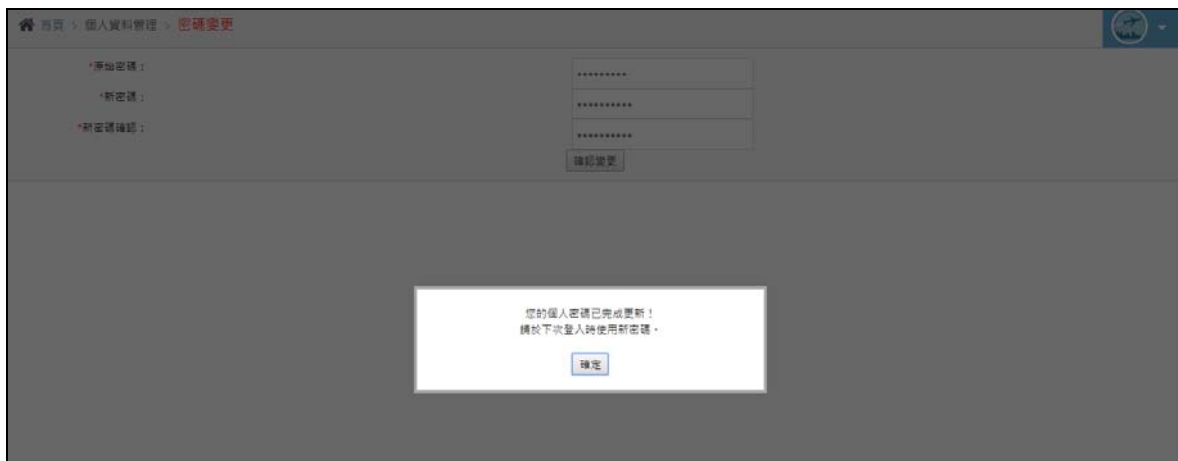 首頁 > 個人資料管理 > 密碼變更
*原始密碼：
*新密碼：
*新密碼確認：
確認變更
您的個人密碼已完成更新！
請於下次登入時使用新密碼。
確定